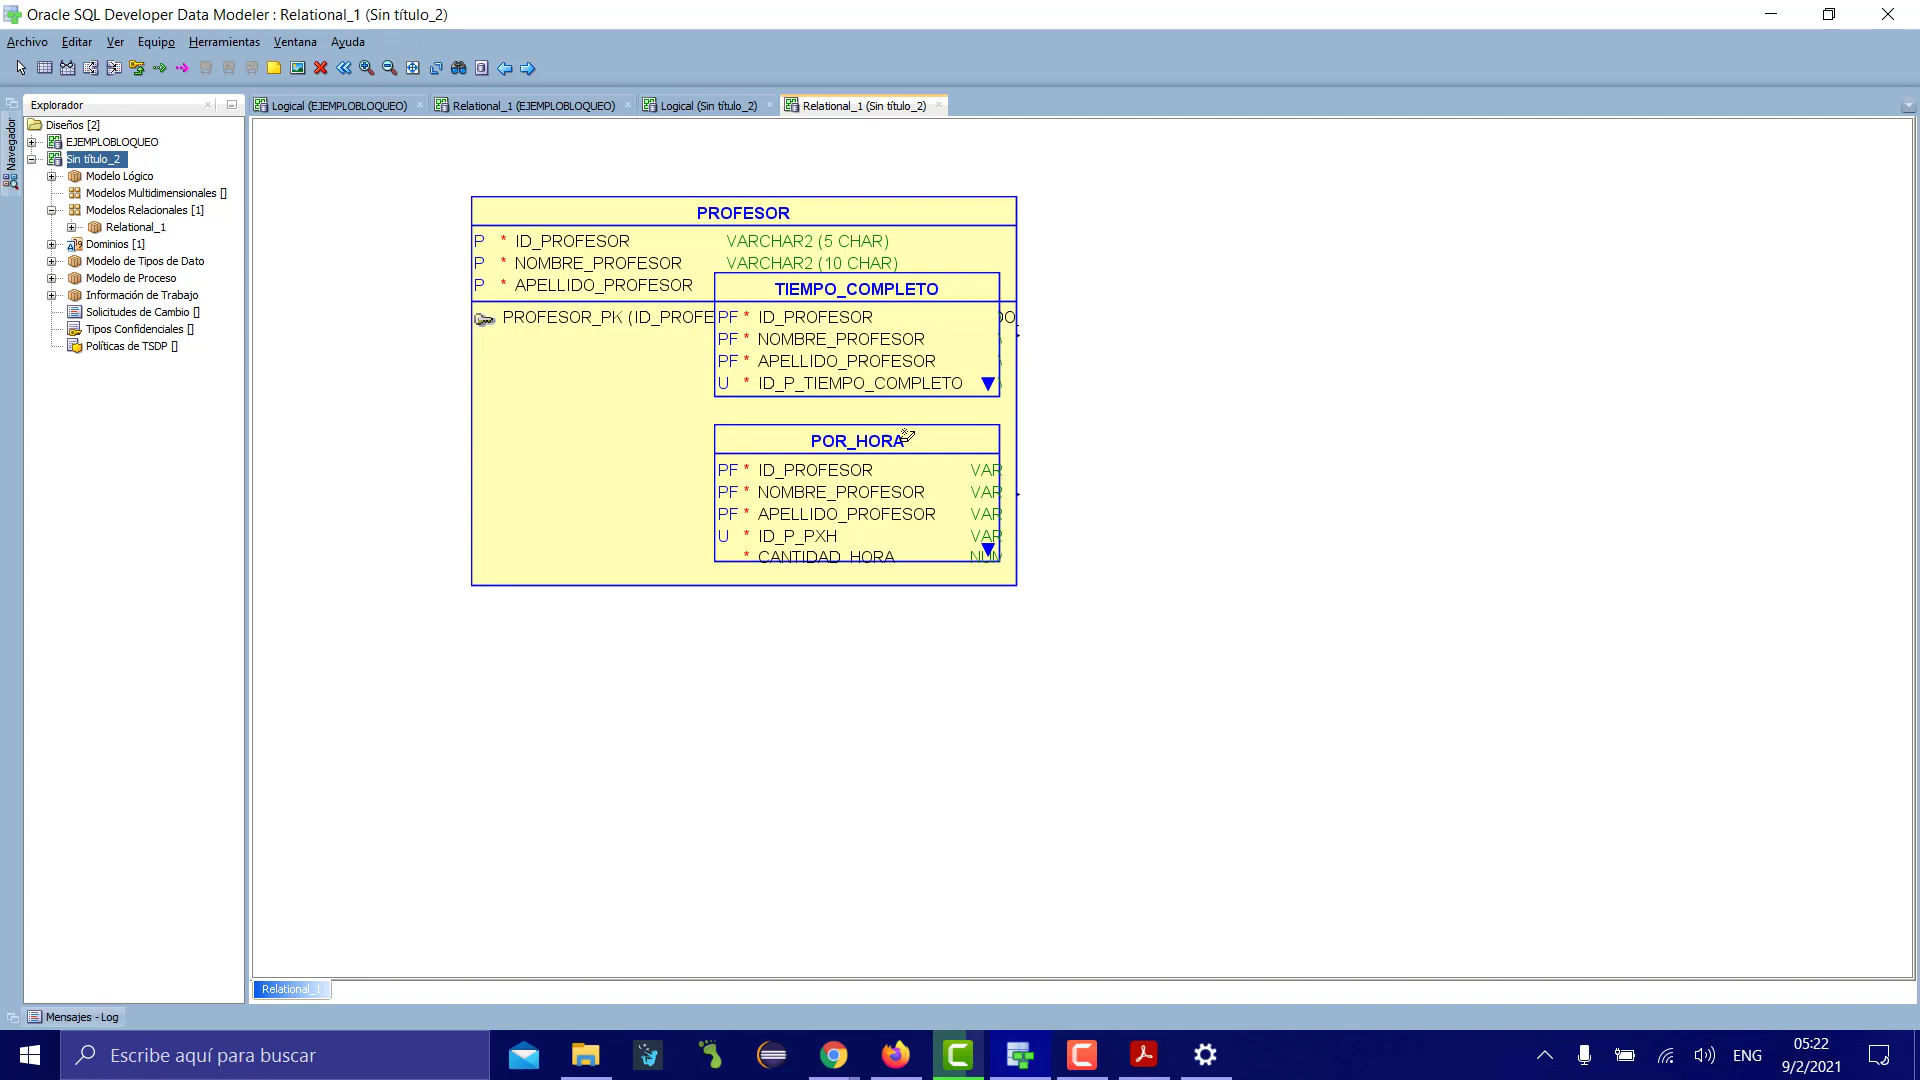 Oracle SQL Developer Data Modeler : Relational_1 (Sin título_2)
Archivo Editar Ver Equipo Herramientas Ventana Ayuda
Explorador
Logical (EJEMPLOBLOQUEO) Relational_1 (EJEMPLOBLOQUEO) Logical (Sin título_2) Relational_1 (Sin título_2)
Navegador
Diseños [2]
EJEMPLOBLOQUEO
Sin título_2
Modelo Lógico
Modelos Multidimensionales []
Modelos Relacionales [1]
Relational_1
Dominios [1]
Modelo de Tipos de Dato
Modelo de Proceso
Información de Trabajo
Solicitudes de Cambio []
Tipos Confidenciales []
Políticas de TSDP []
PROFESOR
P * ID_PROFESOR VARCHAR2 (5 CHAR)
P * NOMBRE_PROFESOR VARCHAR2 (10 CHAR)
P * APELLIDO_PROFESOR
PROFESOR_PK (ID_PROFE DO
TIEMPO_COMPLETO
PF * ID_PROFESOR
PF * NOMBRE_PROFESOR
PF * APELLIDO_PROFESOR
U * ID_P_TIEMPO_COMPLETO
POR_HORA
PF * ID_PROFESOR VAR
PF * NOMBRE_PROFESOR VAR
PF * APELLIDO_PROFESOR VAR
U * ID_P_PXH VAR
* CANTIDAD_HORA NUM
Relational_1
Mensajes - Log
Escribe aquí para buscar
ENG
05:22
9/2/2021